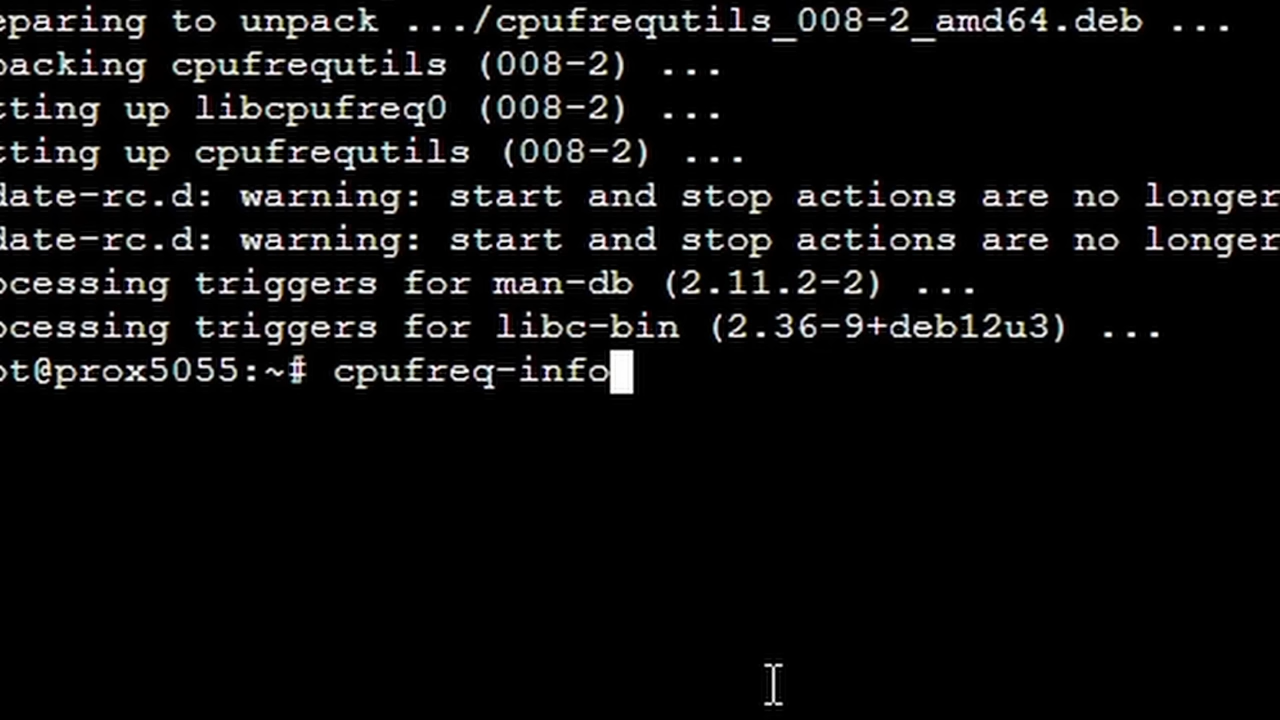 eparing to unpack .../cpufrequtils_008-2_amd64.deb ...
packing cpufrequtils (008-2) ...
tting up libcpufreq0 (008-2) ...
tting up cpufrequtils (008-2) ...
date-rc.d: warning: start and stop actions are no longer
date-rc.d: warning: start and stop actions are no longer
ocessing triggers for man-db (2.11.2-2) ...
ocessing triggers for libc-bin (2.36-9+deb12u3) ...
ot@prox5055:~# cpufreq-info